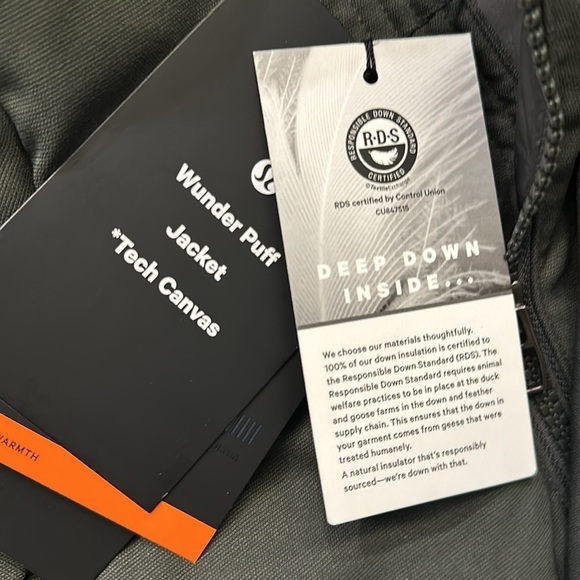 Wunder Puff
Jacket
*Tech Canvas
WARMTH
RESPONSIBLE DOWN STANDARD
R·D·S
CERTIFIED
©TextileExchange
RDS certified by Control Union
CU847515
DEEP DOWN
INSIDE...
We choose our materials thoughtfully.
100% of our down insulation is certified to
the Responsible Down Standard (RDS). The
Responsible Down Standard requires animal
welfare practices to be in place at the duck
and goose farms in the down and feather
supply chain. This ensures that the down in
your garment comes from geese that were
treated humanely.
A natural insulator that's responsibly
sourced—we're down with that.